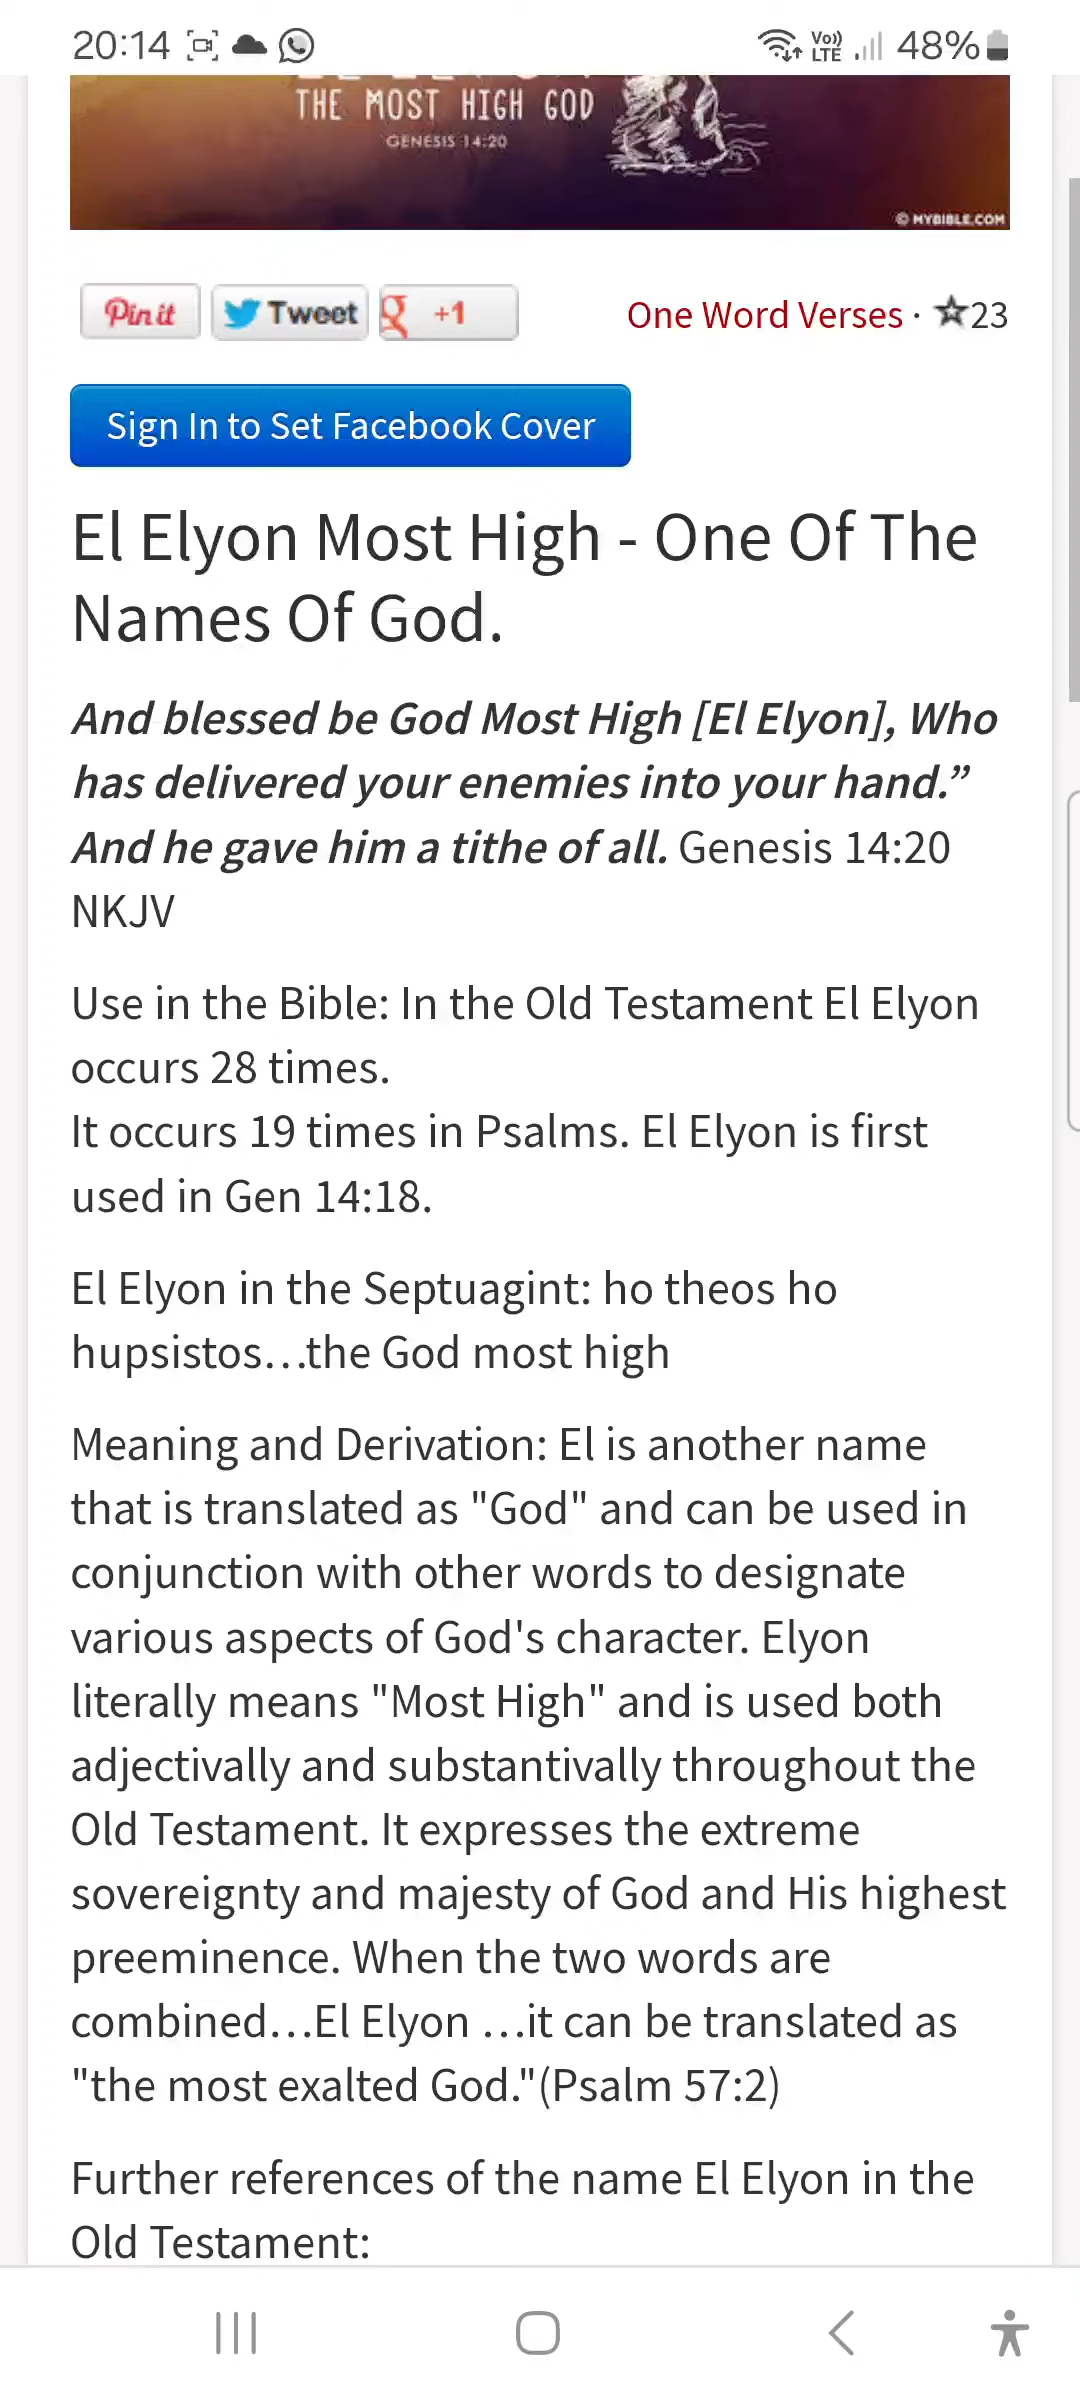 20:14
Vo)) LTE
48%
THE MOST HIGH GOD
GENESIS 14:20
© MYBIBLE.COM
Pin it
Tweet
g +1
One Word Verses · ☆23
Sign In to Set Facebook Cover
El Elyon Most High - One Of The
Names Of God.
And blessed be God Most High [El Elyon], Who
has delivered your enemies into your hand.”
And he gave him a tithe of all. Genesis 14:20
NKJV
Use in the Bible: In the Old Testament El Elyon
occurs 28 times.
It occurs 19 times in Psalms. El Elyon is first
used in Gen 14:18.
El Elyon in the Septuagint: ho theos ho
hupsistos…the God most high
Meaning and Derivation: El is another name
that is translated as "God" and can be used in
conjunction with other words to designate
various aspects of God's character. Elyon
literally means "Most High" and is used both
adjectivally and substantivally throughout the
Old Testament. It expresses the extreme
sovereignty and majesty of God and His highest
preeminence. When the two words are
combined…El Elyon …it can be translated as
"the most exalted God."(Psalm 57:2)
Further references of the name El Elyon in the
Old Testament: